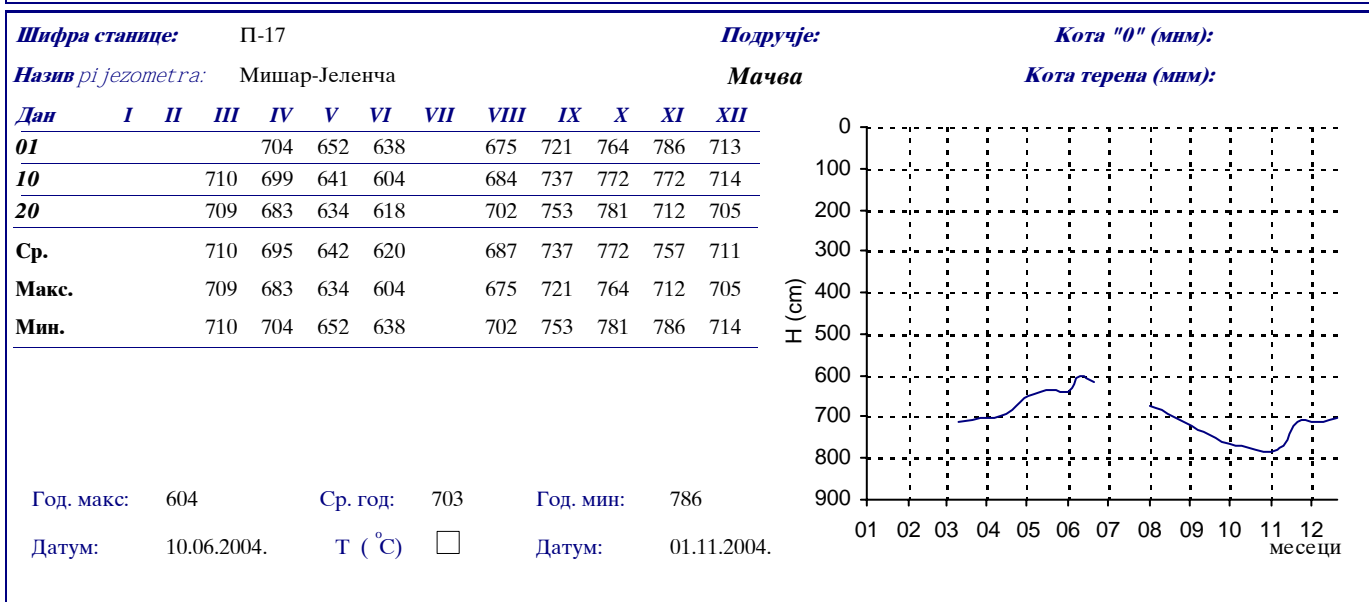 Шифра станице: П-17 Подручје: Кота "0" (мнм):
Назив pijezometra: Мишар-Јеленча Мачва Кота терена (мнм):
Дан I II III IV V VI VII VIII IX X XI XII
01 704 652 638 675 721 764 786 713
10 710 699 641 604 684 737 772 772 714
20 709 683 634 618 702 753 781 712 705
Ср. 710 695 642 620 687 737 772 757 711
Макс. 709 683 634 604 675 721 764 712 705
Мин. 710 704 652 638 702 753 781 786 714
Год. макс: 604 Ср. год: 703 Год. мин: 786
Датум: 10.06.2004. T ( °C) Датум: 01.11.2004.
0
100
200
300
400
500
600
700
800
900
H (cm)
01 02 03 04 05 06 07 08 09 10 11 12
месеци